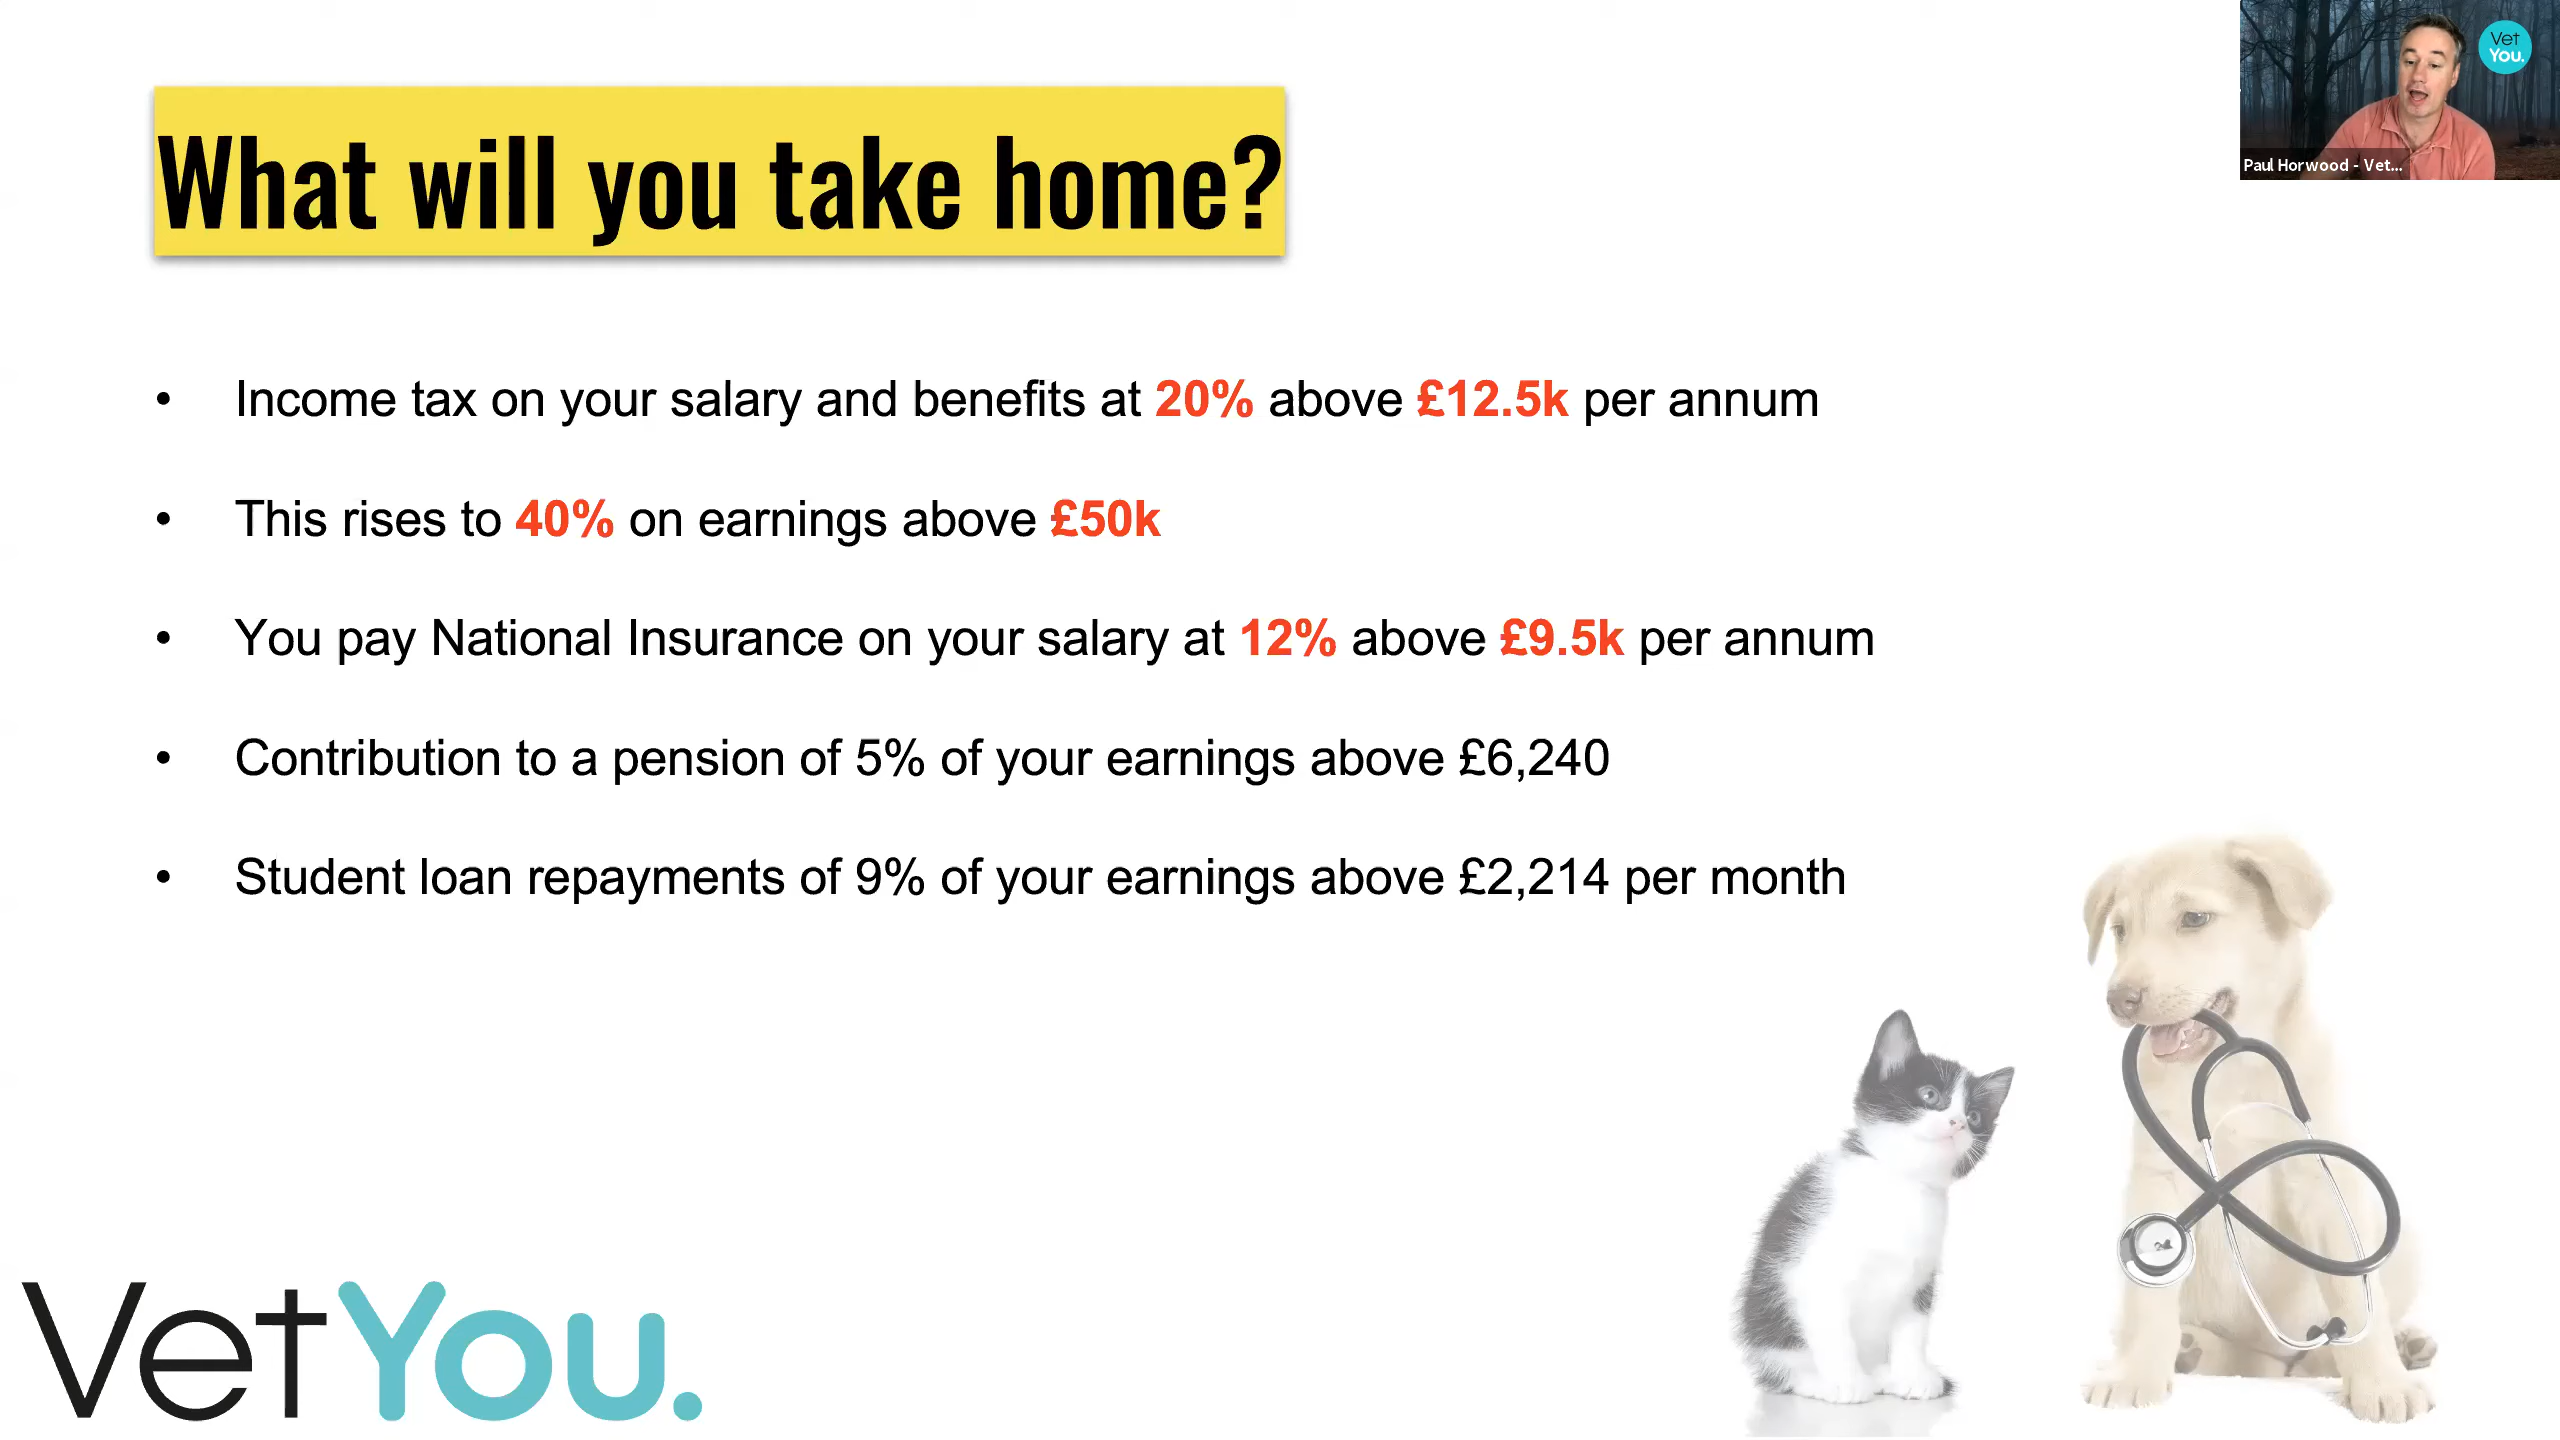 Vet
You.
Paul Horwood - Vet...
What will you take home?
• Income tax on your salary and benefits at 20% above £12.5k per annum
• This rises to 40% on earnings above £50k
• You pay National Insurance on your salary at 12% above £9.5k per annum
• Contribution to a pension of 5% of your earnings above £6,240
• Student loan repayments of 9% of your earnings above £2,214 per month
VetYou.